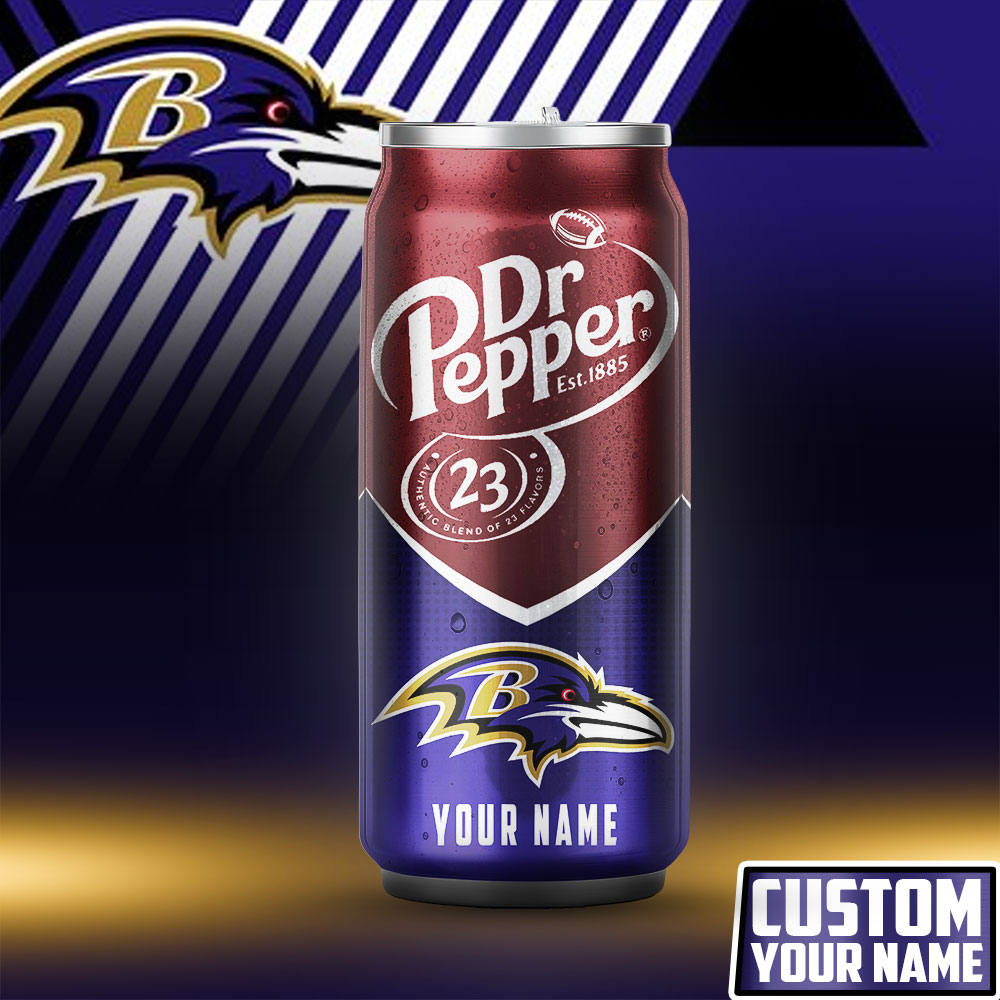 B
Dr
Pepper®
Est.1885
23
AUTHENTIC BLEND OF 23 FLAVORS
B
YOUR NAME
CUSTOM
YOUR NAME